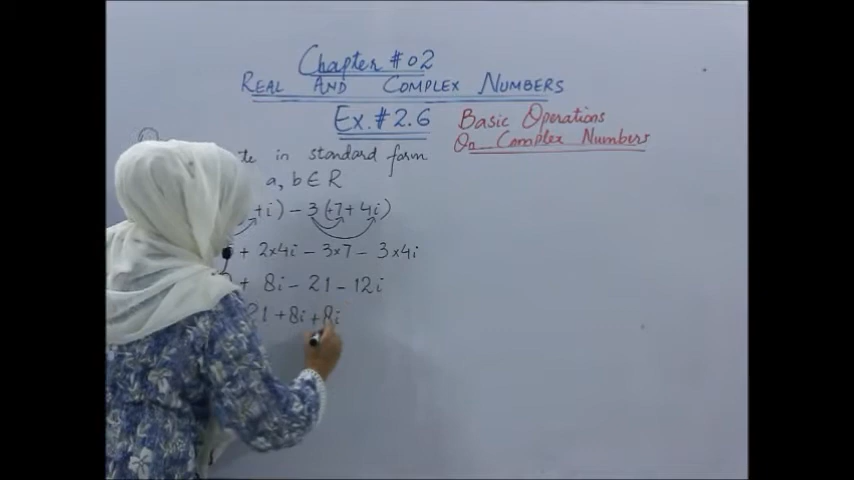 Chapter # 02
REAL AND COMPLEX NUMBERS
Ex. # 2.6
Basic Operations
On Complex Numbers
te in standard form
a, b ∈ R
+i) - 3 (+7 + 4i)
+ 2×4i - 3×7 - 3×4i
+ 8i - 21 - 12i
21 + 8i + 8i